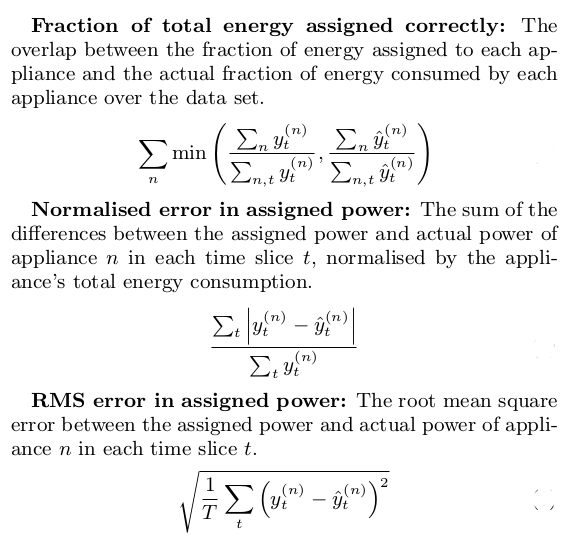 Fraction of total energy assigned correctly: The
overlap between the fraction of energy assigned to each ap-
pliance and the actual fraction of energy consumed by each
appliance over the data set.
\sum_n \min \left( \frac{\sum_n y_t^{(n)}}{\sum_{n,t} y_t^{(n)}}, \frac{\sum_n \hat{y}_t^{(n)}}{\sum_{n,t} \hat{y}_t^{(n)}} \right)
Normalised error in assigned power: The sum of the
differences between the assigned power and actual power of
appliance n in each time slice t, normalised by the appli-
ance's total energy consumption.
\frac{\sum_t \left| y_t^{(n)} - \hat{y}_t^{(n)} \right|}{\sum_t y_t^{(n)}}
RMS error in assigned power: The root mean square
error between the assigned power and actual power of appli-
ance n in each time slice t.
\sqrt{\frac{1}{T} \sum_t \left( y_t^{(n)} - \hat{y}_t^{(n)} \right)^2}